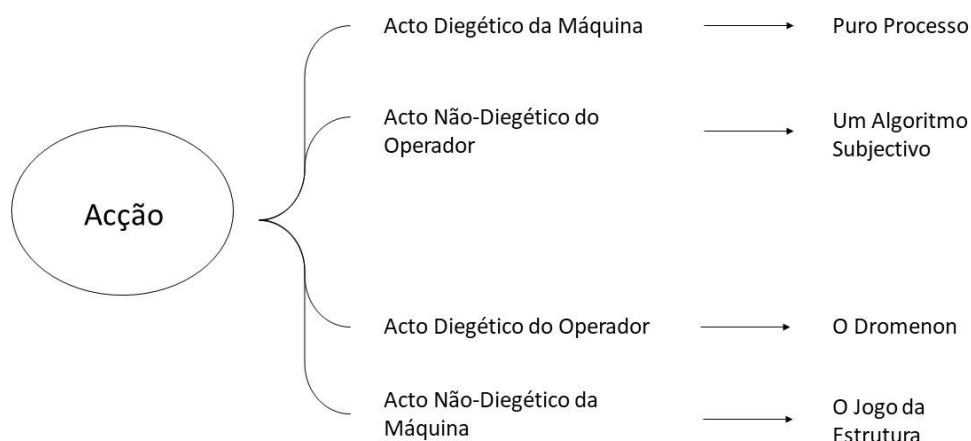 Acto Diegético da Máquina
Puro Processo
Acto Não-Diegético do
Operador
Um Algoritmo
Subjectivo
Acção
Acto Diegético do Operador
O Dromenon
Acto Não-Diegético da
Máquina
O Jogo da
Estrutura